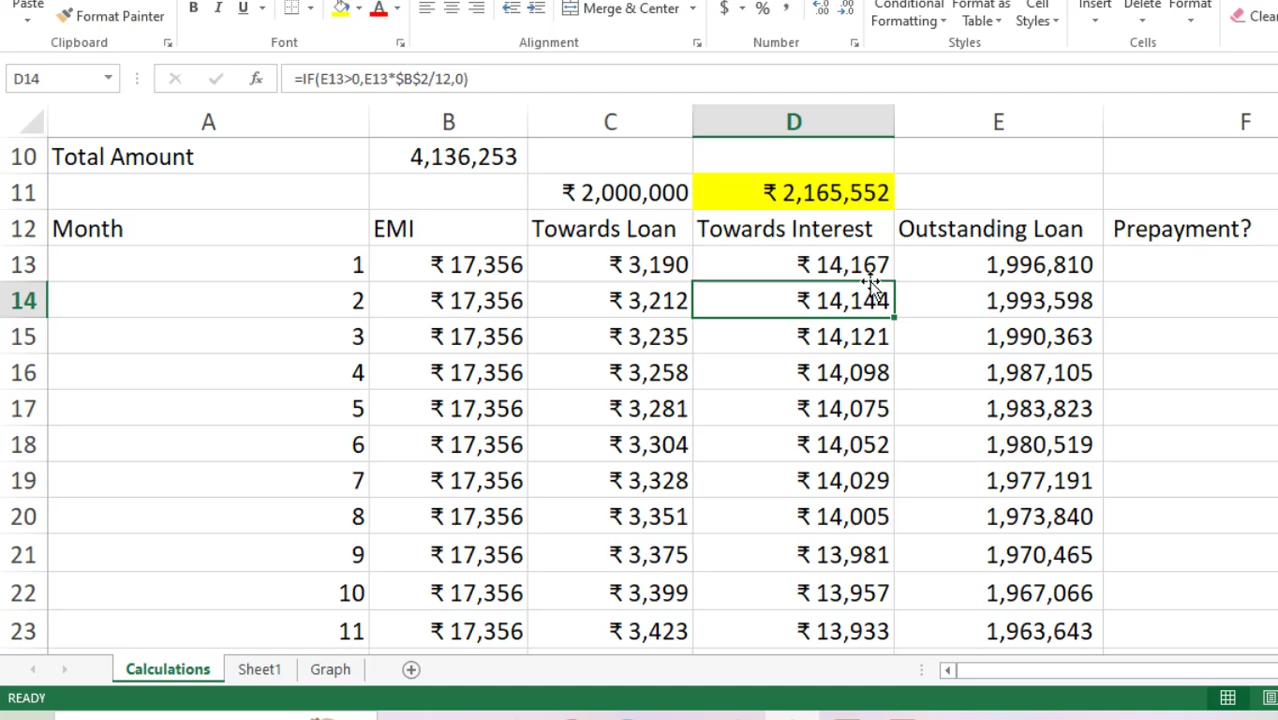 Paste Format Painter B I U Merge & Center $ % , Conditional Formatting Format as Table Cell Styles Insert Delete Format Clear
Clipboard Font Alignment Number Styles Cells
D14 fx =IF(E13>0,E13*$B$2/12,0)
A B C D E F
10 Total Amount 4,136,253
11 ₹ 2,000,000 ₹ 2,165,552
12 Month EMI Towards Loan Towards Interest Outstanding Loan Prepayment?
13 1 ₹ 17,356 ₹ 3,190 ₹ 14,167 1,996,810
14 2 ₹ 17,356 ₹ 3,212 ₹ 14,144 1,993,598
15 3 ₹ 17,356 ₹ 3,235 ₹ 14,121 1,990,363
16 4 ₹ 17,356 ₹ 3,258 ₹ 14,098 1,987,105
17 5 ₹ 17,356 ₹ 3,281 ₹ 14,075 1,983,823
18 6 ₹ 17,356 ₹ 3,304 ₹ 14,052 1,980,519
19 7 ₹ 17,356 ₹ 3,328 ₹ 14,029 1,977,191
20 8 ₹ 17,356 ₹ 3,351 ₹ 14,005 1,973,840
21 9 ₹ 17,356 ₹ 3,375 ₹ 13,981 1,970,465
22 10 ₹ 17,356 ₹ 3,399 ₹ 13,957 1,967,066
23 11 ₹ 17,356 ₹ 3,423 ₹ 13,933 1,963,643
Calculations Sheet1 Graph
READY